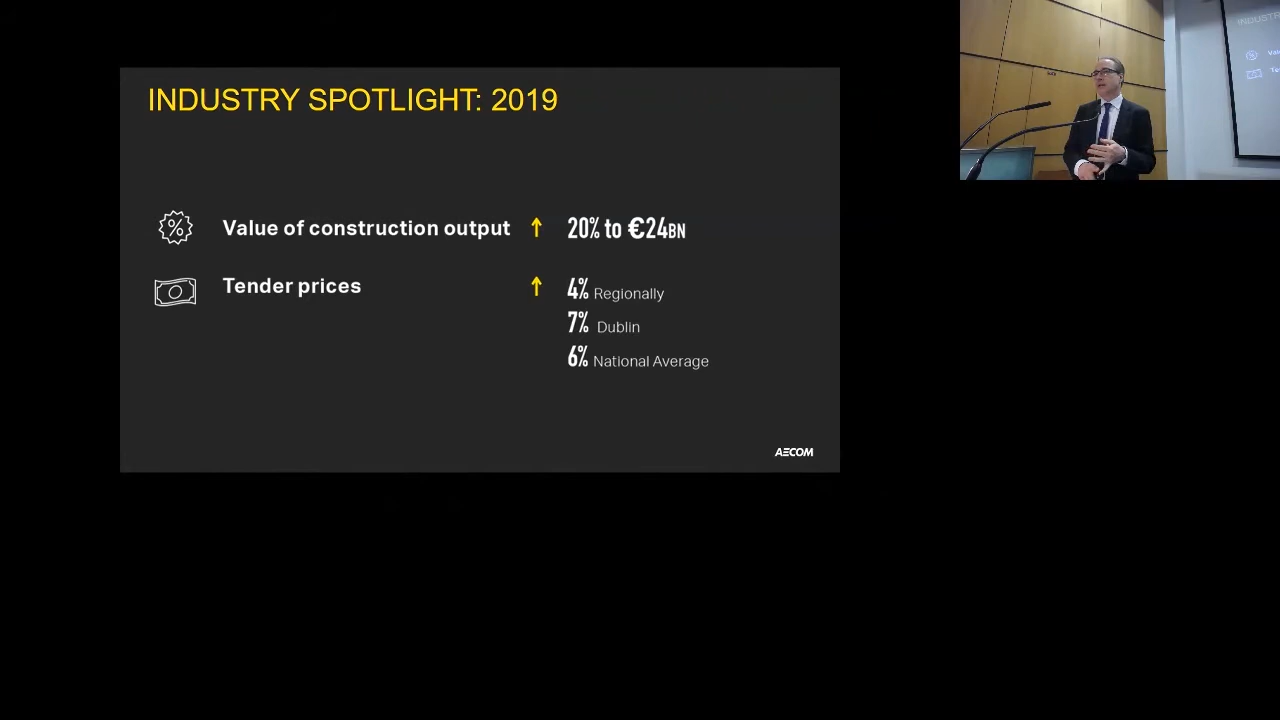 INDUSTRY SPOTLIGHT: 2019
Value of construction output ↑ 20% to €24BN
Tender prices ↑ 4% Regionally
7% Dublin
6% National Average
AECOM